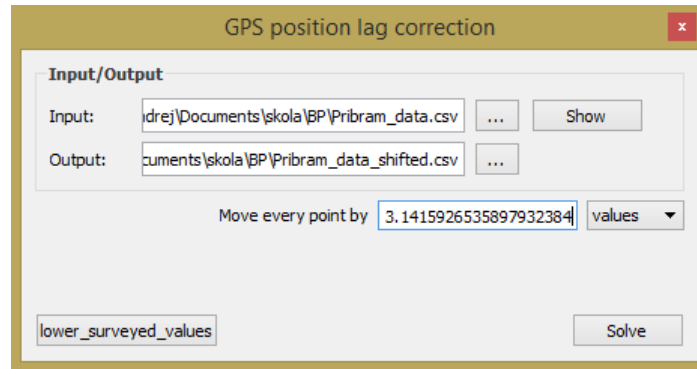 GPS position lag correction
x
Input/Output
Input: ndrej\Documents\skola\BP\Pribram_data.csv ... Show
Output: cuments\skola\BP\Pribram_data_shifted.csv ...
Move every point by 3.1415926535897932384 values
lower_surveyed_values Solve